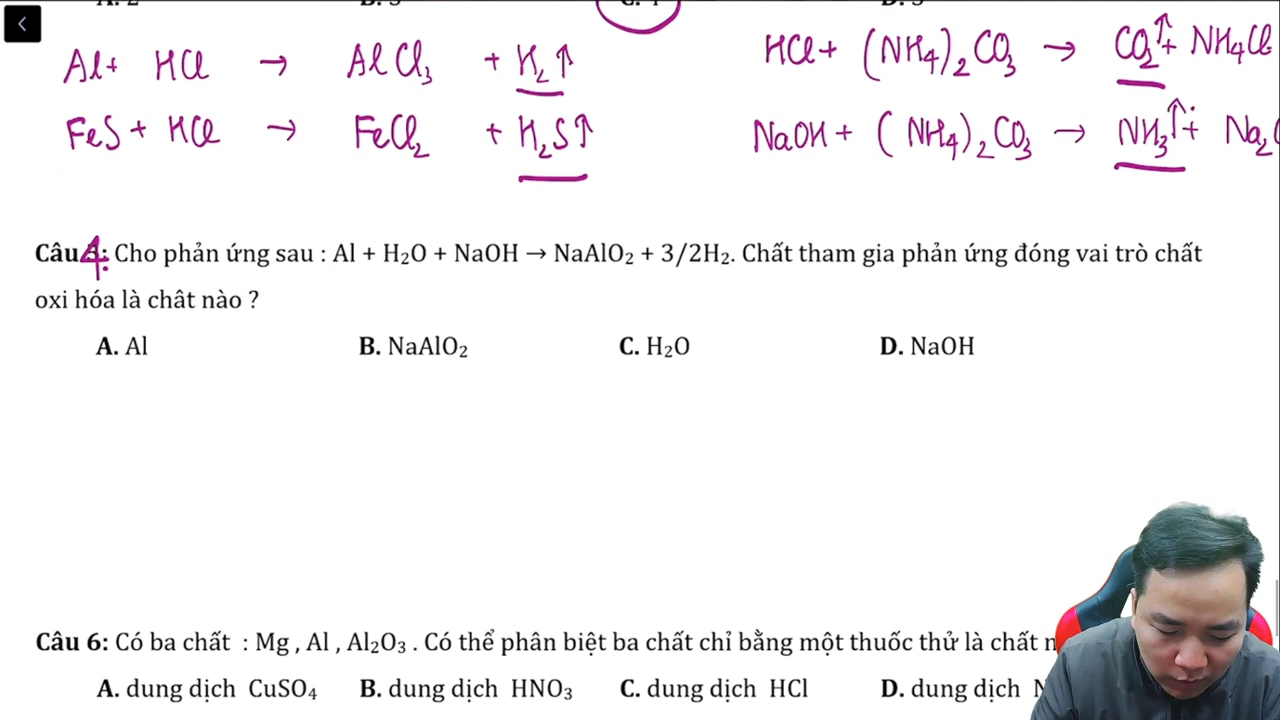 Al + HCl → AlCl₃ + H₂↑
HCl + (NH₄)₂CO₃ → CO₂↑ + NH₄Cl
FeS + HCl → FeCl₂ + H₂S↑
NaOH + (NH₄)₂CO₃ → NH₃↑ + Na₂
Câu 4: Cho phản ứng sau : Al + H₂O + NaOH → NaAlO₂ + 3/2H₂. Chất tham gia phản ứng đóng vai trò chất
oxi hóa là chât nào ?
A. Al B. NaAlO₂ C. H₂O D. NaOH
Câu 6: Có ba chất : Mg , Al , Al₂O₃ . Có thể phân biệt ba chất chỉ bằng một thuốc thử là chất
A. dung dịch CuSO₄ B. dung dịch HNO₃ C. dung dịch HCl D. dung dịch